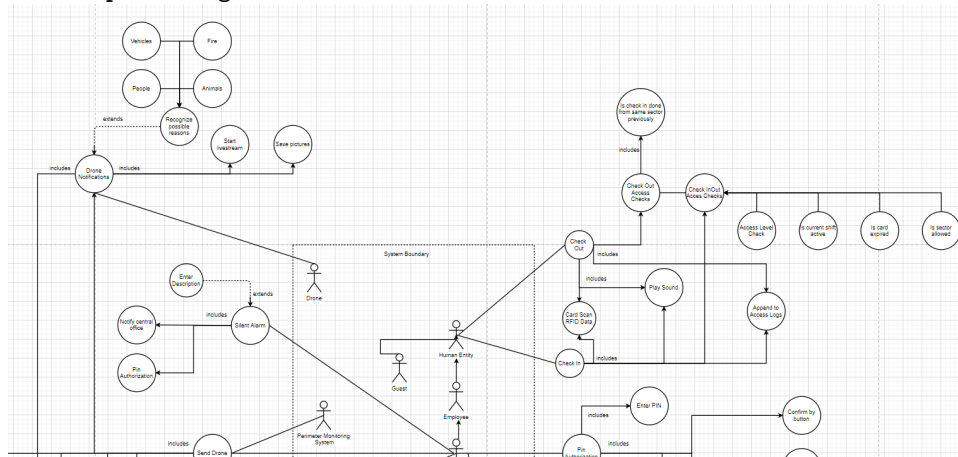 Vehicles
Fire
People
Animals
Recognize
possible
reasons
extends
Start
livestream
Save pictures
includes
Drone
Notifications
includes
Is check in done
from same sector
previously
includes
Check Out
Access
Checks
Check InOut
Acces Checks
Access Level
Check
Is current shift
active
Is card
expired
Is sector
allowed
System Boundary
Check
Out
includes
Drone
Enter
Description
extends
includes
Play Sound
Append to
Access Logs
Notify central
office
includes
Silent Alarm
Card Scan
RFID Data
Human Entity
Check In
includes
Pin
Authorization
Guest
Employee
Enter PIN
includes
Confirm by
button
Perimeter Monitoring
System
includes
Send Drone
Pin
Authorization
includes